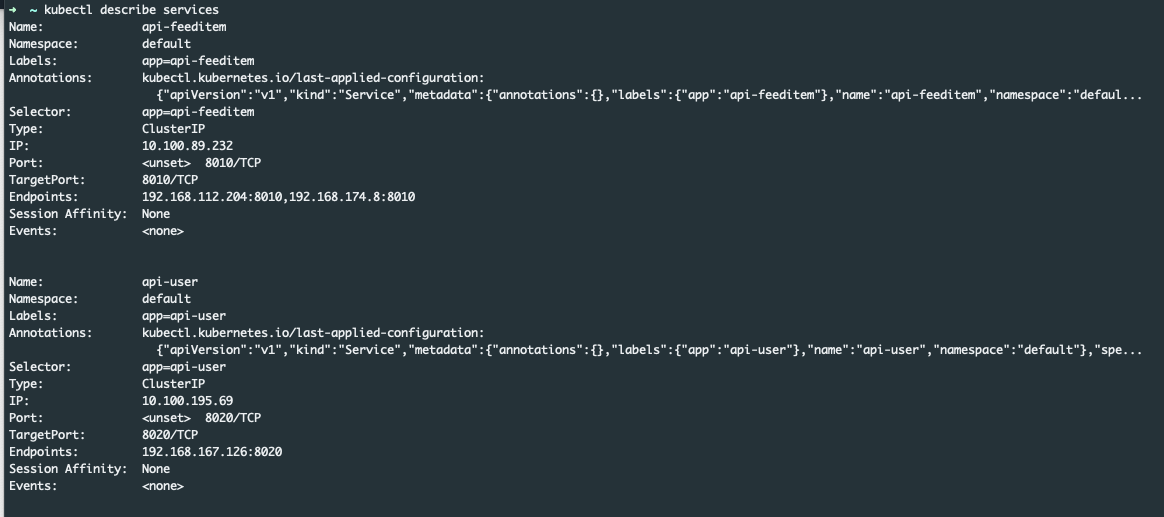 ➜  ~ kubectl describe services
Name:              api-feeditem
Namespace:         default
Labels:            app=api-feeditem
Annotations:       kubectl.kubernetes.io/last-applied-configuration:
                     {"apiVersion":"v1","kind":"Service","metadata":{"annotations":{},"labels":{"app":"api-feeditem"},"name":"api-feeditem","namespace":"defaul...
Selector:          app=api-feeditem
Type:              ClusterIP
IP:                10.100.89.232
Port:              <unset>  8010/TCP
TargetPort:        8010/TCP
Endpoints:         192.168.112.204:8010,192.168.174.8:8010
Session Affinity:  None
Events:            <none>
Name:              api-user
Namespace:         default
Labels:            app=api-user
Annotations:       kubectl.kubernetes.io/last-applied-configuration:
                     {"apiVersion":"v1","kind":"Service","metadata":{"annotations":{},"labels":{"app":"api-user"},"name":"api-user","namespace":"default"},"spe...
Selector:          app=api-user
Type:              ClusterIP
IP:                10.100.195.69
Port:              <unset>  8020/TCP
TargetPort:        8020/TCP
Endpoints:         192.168.167.126:8020
Session Affinity:  None
Events:            <none>